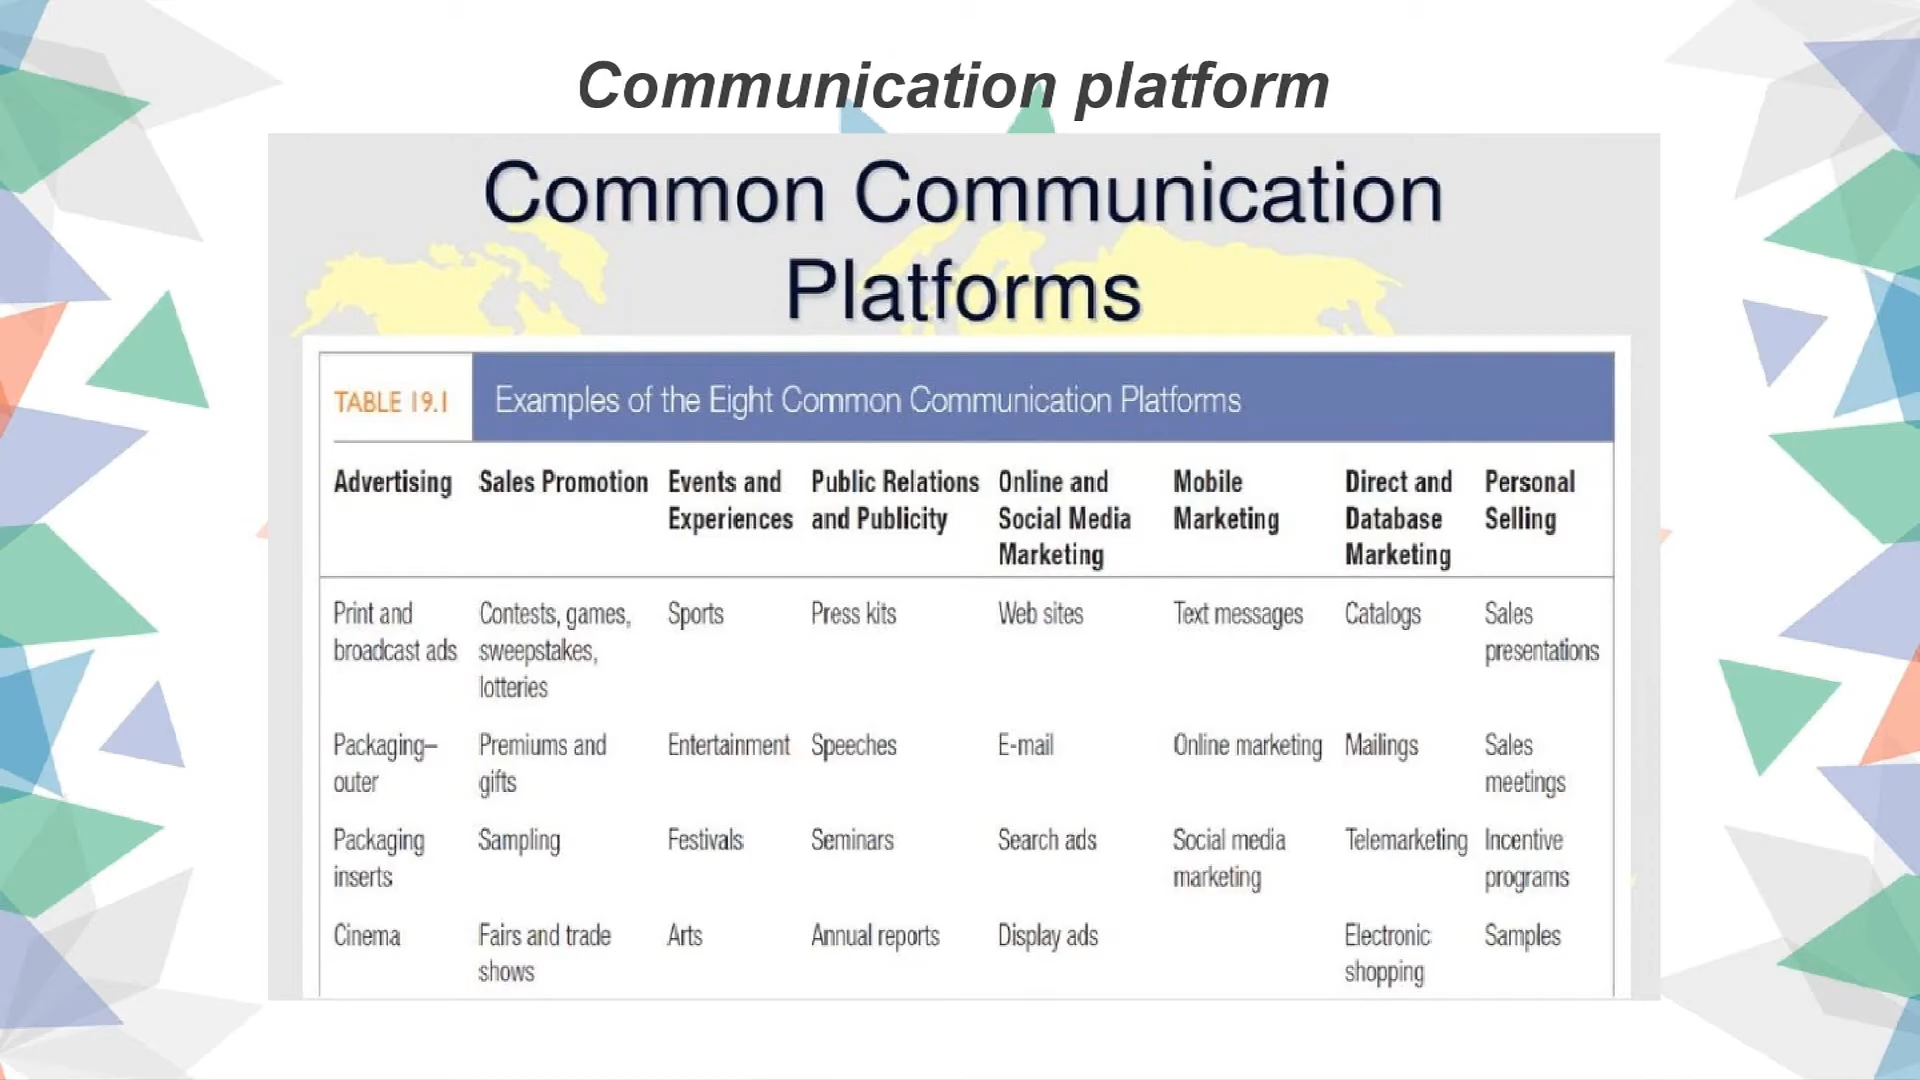 Communication platform
Common Communication
Platforms
TABLE 19.1 Examples of the Eight Common Communication Platforms
Advertising Sales Promotion Events and Public Relations Online and Mobile Direct and Personal
Experiences and Publicity Social Media Marketing Database Selling
Marketing Marketing
Print and Contests, games, Sports Press kits Web sites Text messages Catalogs Sales
broadcast ads sweepstakes, presentations
lotteries
Packaging– Premiums and Entertainment Speeches E-mail Online marketing Mailings Sales
outer gifts meetings
Packaging Sampling Festivals Seminars Search ads Social media Telemarketing Incentive
inserts marketing programs
Cinema Fairs and trade Arts Annual reports Display ads Electronic Samples
shows shopping